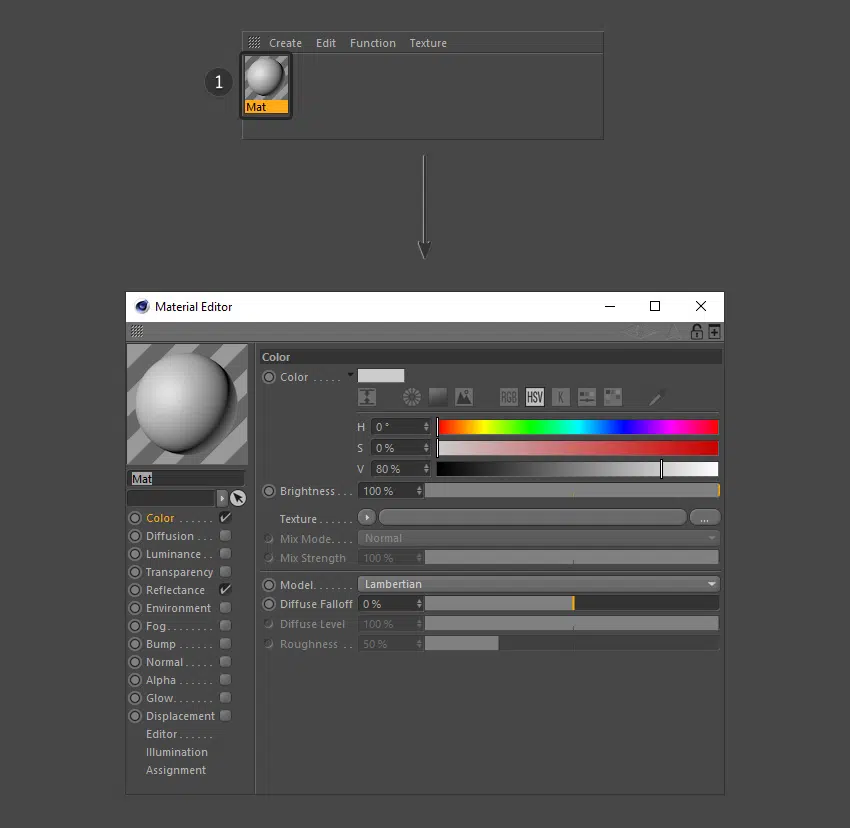 Create Edit Function Texture
1
Mat
Material Editor
Color
Color . . . . .
RGB HSV K
H 0 °
S 0 %
V 80 %
Mat
Brightness . . . 100 %
Texture . . . . . . ...
Mix Mode. . . . Normal
Mix Strength 100 %
Model. . . . . . . Lambertian
Diffuse Falloff 0 %
Diffuse Level 100 %
Roughness . . 50 %
Color . . . . . .
Diffusion . . .
Luminance . .
Transparency
Reflectance
Environment
Fog. . . . . . . .
Bump . . . . . .
Normal . . . . .
Alpha . . . . . .
Glow. . . . . . .
Displacement
Editor . . . . . .
Illumination
Assignment